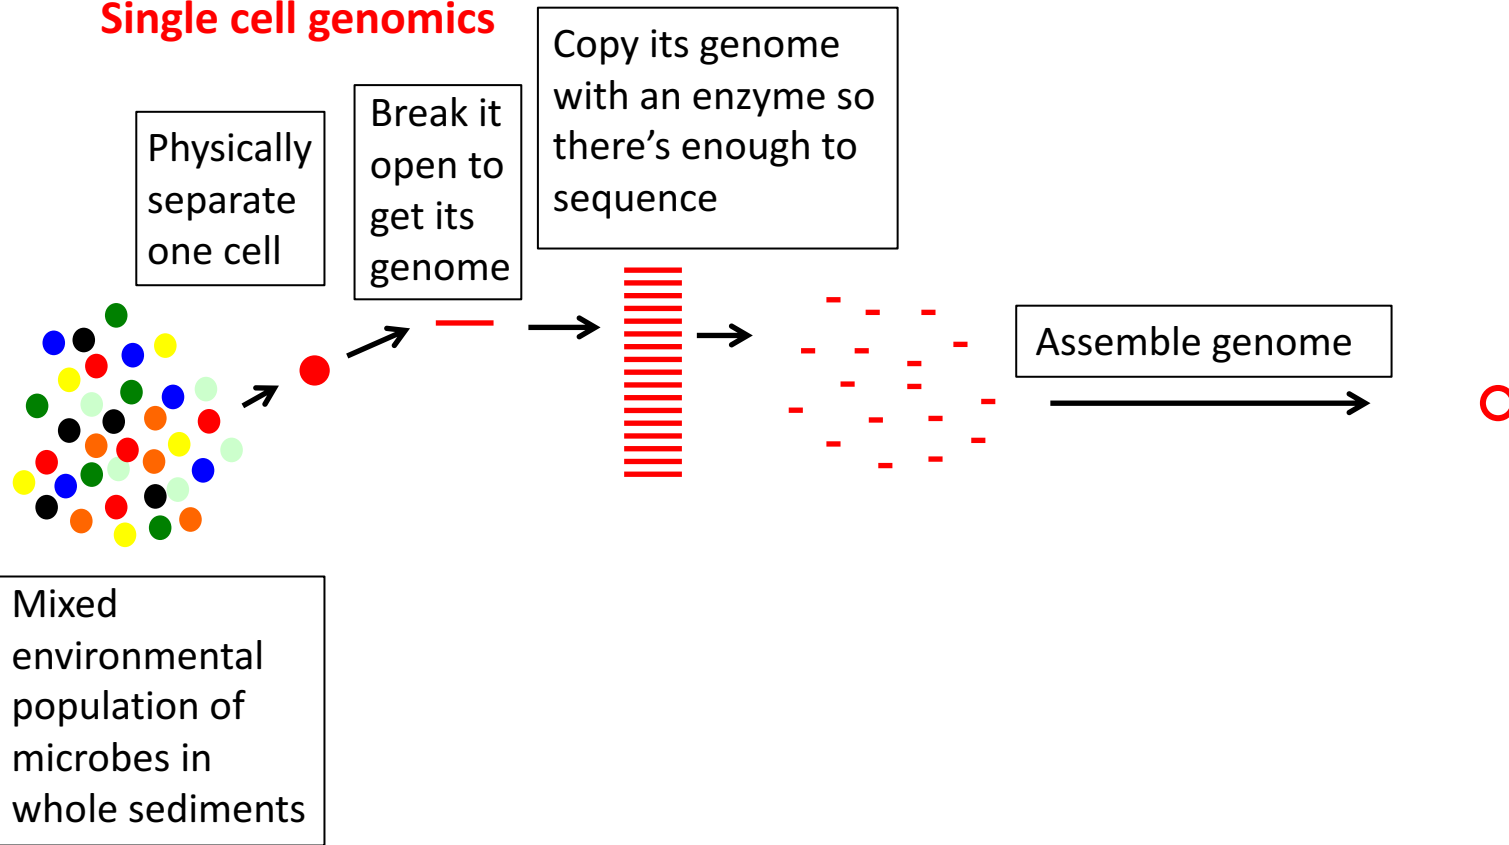 Single cell genomics
Physically
separate
one cell
Break it
open to
get its
genome
Copy its genome
with an enzyme so
there’s enough to
sequence
Assemble genome
Mixed
environmental
population of
microbes in
whole sediments